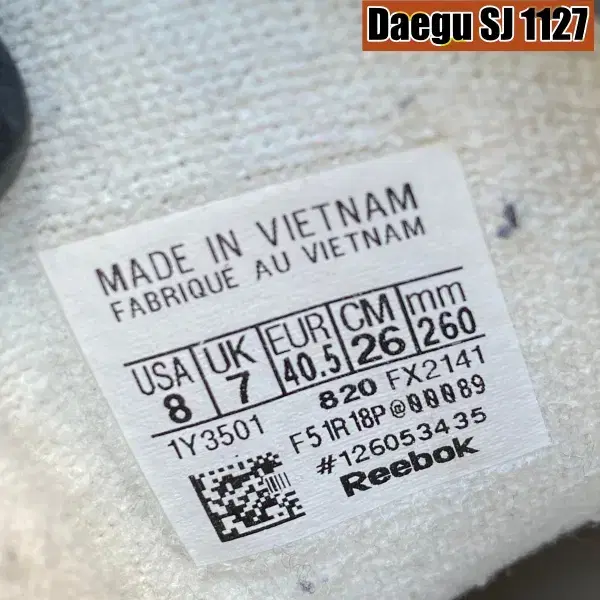 Daegu SJ 1127
MADE IN VIETNAM
FABRIQUÉ AU VIETNAM
USA UK EUR CM mm
8 7 40.5 26 260
1Y3501 820 FX2141
F51R18P@00089
#126053435
Reebok